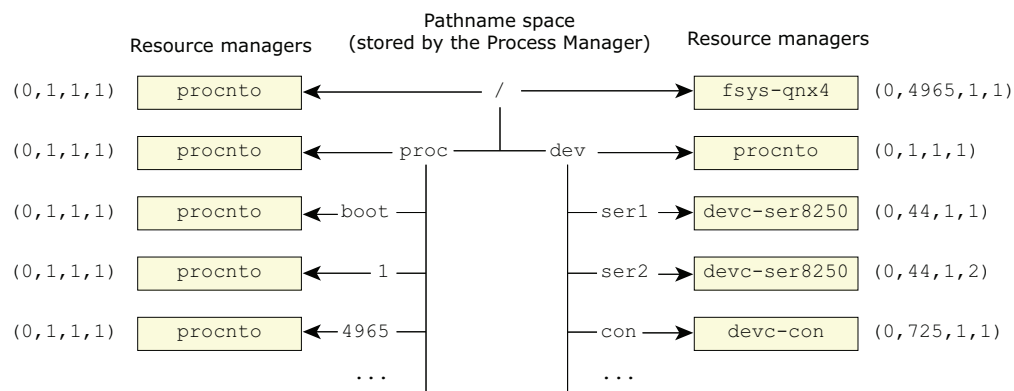 Pathname space
Resource managers (stored by the Process Manager) Resource managers
(0,1,1,1) procnto / fsys-qnx4 (0,4965,1,1)
(0,1,1,1) procnto proc dev procnto (0,1,1,1)
(0,1,1,1) procnto boot ser1 devc-ser8250 (0,44,1,1)
(0,1,1,1) procnto 1 ser2 devc-ser8250 (0,44,1,2)
(0,1,1,1) procnto 4965 con devc-con (0,725,1,1)
... ...